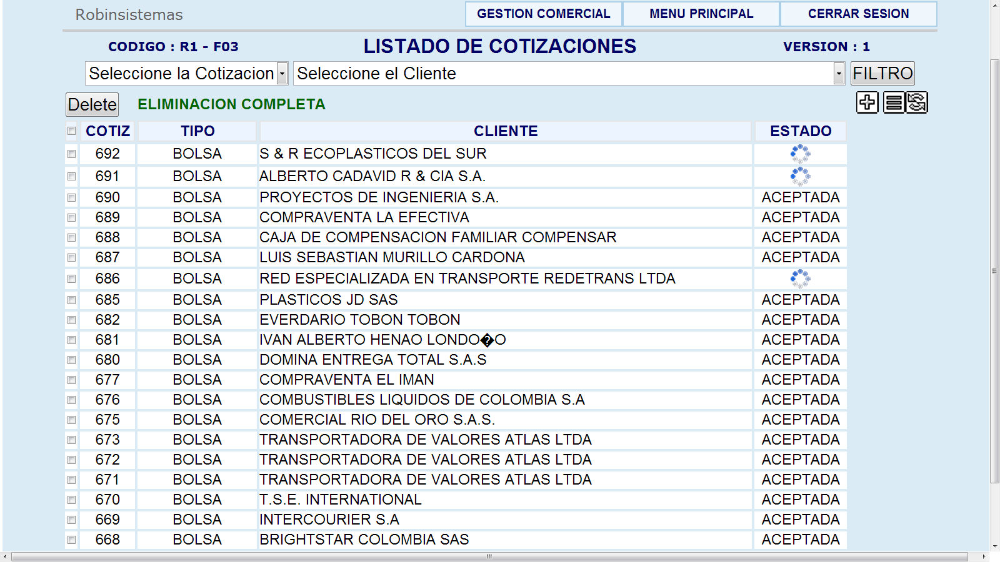 Robinsistemas
GESTION COMERCIAL MENU PRINCIPAL CERRAR SESION
CODIGO : R1 - F03 LISTADO DE COTIZACIONES VERSION : 1
Seleccione la Cotizacion Seleccione el Cliente FILTRO
Delete ELIMINACION COMPLETA
COTIZ TIPO CLIENTE ESTADO
692 BOLSA S & R ECOPLASTICOS DEL SUR
691 BOLSA ALBERTO CADAVID R & CIA S.A.
690 BOLSA PROYECTOS DE INGENIERIA S.A. ACEPTADA
689 BOLSA COMPRAVENTA LA EFECTIVA ACEPTADA
688 BOLSA CAJA DE COMPENSACION FAMILIAR COMPENSAR ACEPTADA
687 BOLSA LUIS SEBASTIAN MURILLO CARDONA ACEPTADA
686 BOLSA RED ESPECIALIZADA EN TRANSPORTE REDETRANS LTDA
685 BOLSA PLASTICOS JD SAS ACEPTADA
682 BOLSA EVERDARIO TOBON TOBON ACEPTADA
681 BOLSA IVAN ALBERTO HENAO LONDO�O ACEPTADA
680 BOLSA DOMINA ENTREGA TOTAL S.A.S ACEPTADA
677 BOLSA COMPRAVENTA EL IMAN ACEPTADA
676 BOLSA COMBUSTIBLES LIQUIDOS DE COLOMBIA S.A ACEPTADA
675 BOLSA COMERCIAL RIO DEL ORO S.A.S. ACEPTADA
673 BOLSA TRANSPORTADORA DE VALORES ATLAS LTDA ACEPTADA
672 BOLSA TRANSPORTADORA DE VALORES ATLAS LTDA ACEPTADA
671 BOLSA TRANSPORTADORA DE VALORES ATLAS LTDA ACEPTADA
670 BOLSA T.S.E. INTERNATIONAL ACEPTADA
669 BOLSA INTERCOURIER S.A ACEPTADA
668 BOLSA BRIGHTSTAR COLOMBIA SAS ACEPTADA